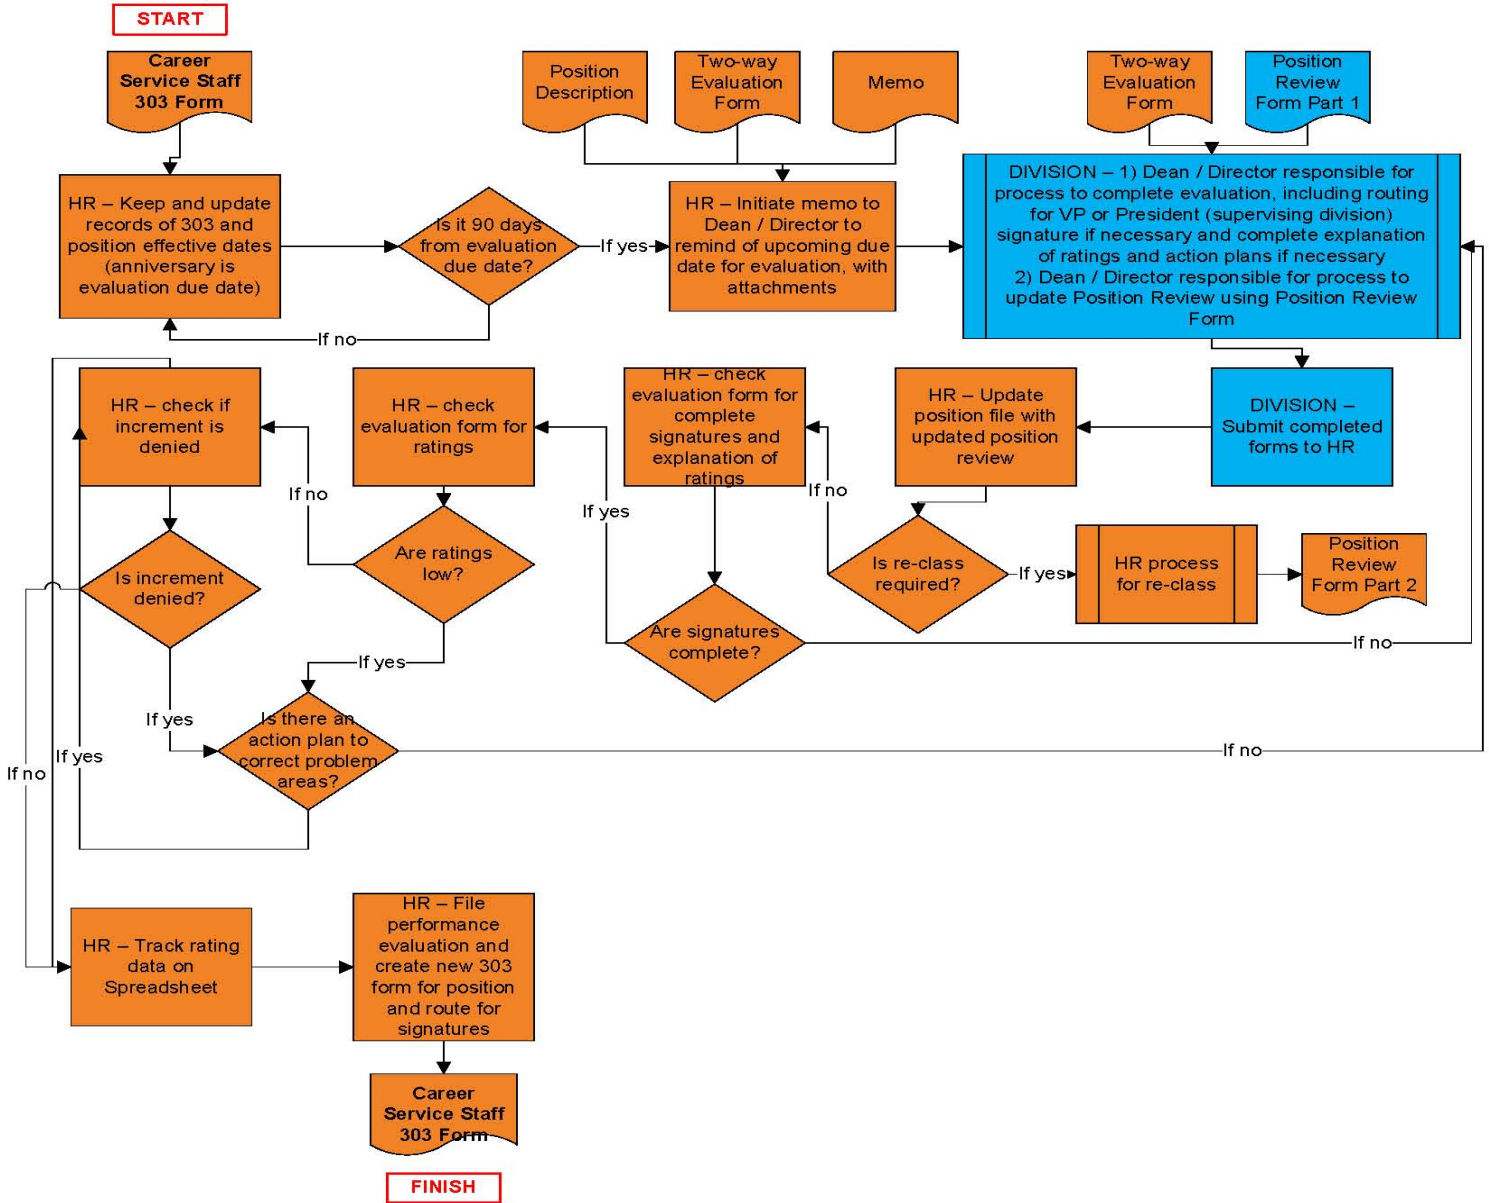 START
Career
Service Staff
303 Form
Position
Description
Two-way
Evaluation
Form
Memo
Two-way
Evaluation
Form
Position
Review
Form Part 1
HR – Keep and update
records of 303 and
position effective dates
(anniversary is
evaluation due date)
Is it 90 days
from evaluation
due date?
If yes
If no
HR – Initiate memo to
Dean / Director to
remind of upcoming due
date for evaluation, with
attachments
DIVISION – 1) Dean / Director responsible for
process to complete evaluation, including routing
for VP or President (supervising division)
signature if necessary and complete explanation
of ratings and action plans if necessary
2) Dean / Director responsible for process to
update Position Review using Position Review
Form
HR – check if
increment is
denied
If no
HR – check
evaluation form for
ratings
If yes
HR – check
evaluation form for
complete
signatures and
explanation of
ratings
If no
HR – Update
position file with
updated position
review
DIVISION –
Submit completed
forms to HR
Is increment
denied?
Are ratings
low?
Is re-class
required?
If yes
HR process
for re-class
Position
Review
Form Part 2
Are signatures
complete?
If no
If yes
If yes
Is there an
action plan to
correct problem
areas?
If no
If yes
If no
HR – Track rating
data on
Spreadsheet
HR – File
performance
evaluation and
create new 303
form for position
and route for
signatures
Career
Service Staff
303 Form
FINISH